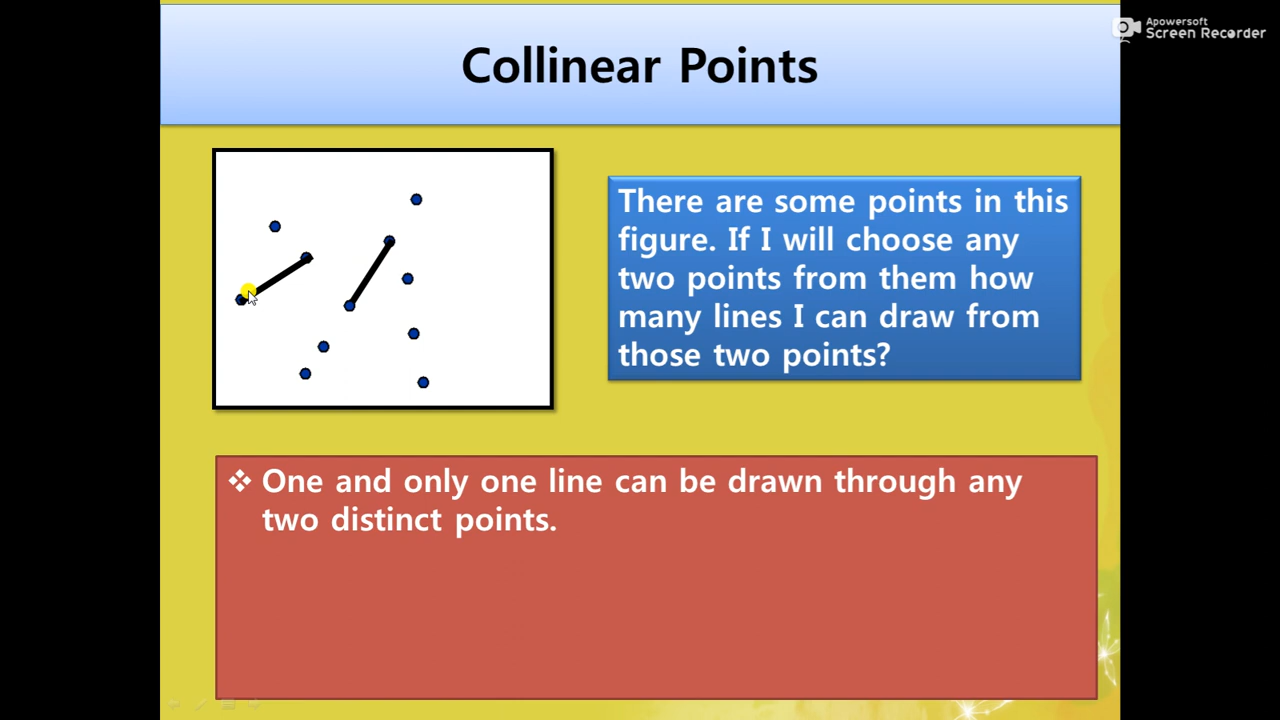 Apowersoft
Screen Recorder
Collinear Points
There are some points in this
figure. If I will choose any
two points from them how
many lines I can draw from
those two points?
❖ One and only one line can be drawn through any
two distinct points.